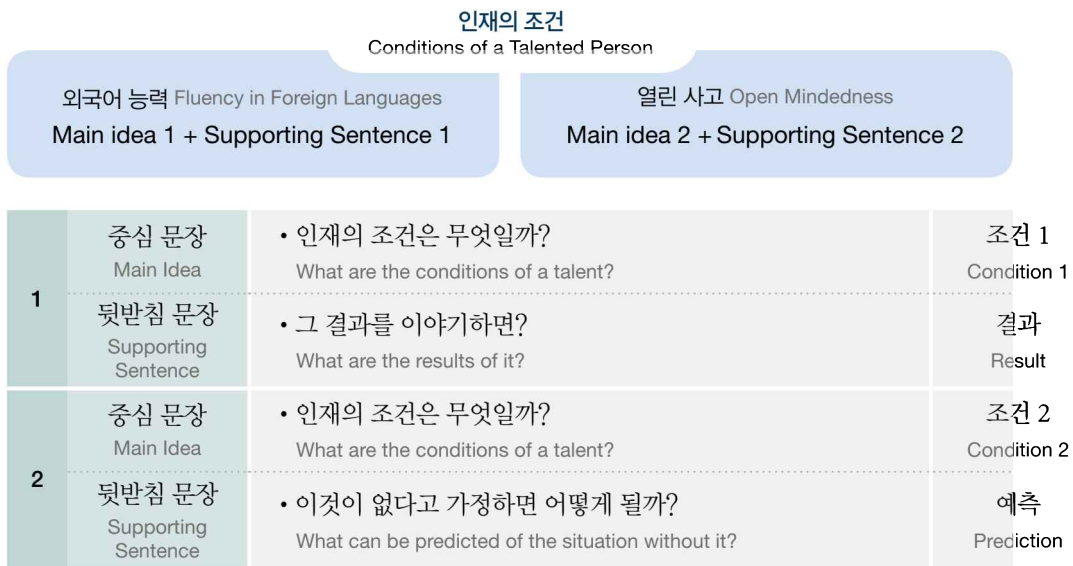 인재의 조건
Conditions of a Talented Person
외국어 능력 Fluency in Foreign Languages
Main idea 1 + Supporting Sentence 1
열린 사고 Open Mindedness
Main idea 2 + Supporting Sentence 2
1
중심 문장
Main Idea
• 인재의 조건은 무엇일까?
What are the conditions of a talent?
조건 1
Condition 1
뒷받침 문장
Supporting
Sentence
• 그 결과를 이야기하면?
What are the results of it?
결과
Result
2
중심 문장
Main Idea
• 인재의 조건은 무엇일까?
What are the conditions of a talent?
조건 2
Condition 2
뒷받침 문장
Supporting
Sentence
• 이것이 없다고 가정하면 어떻게 될까?
What can be predicted of the situation without it?
예측
Prediction